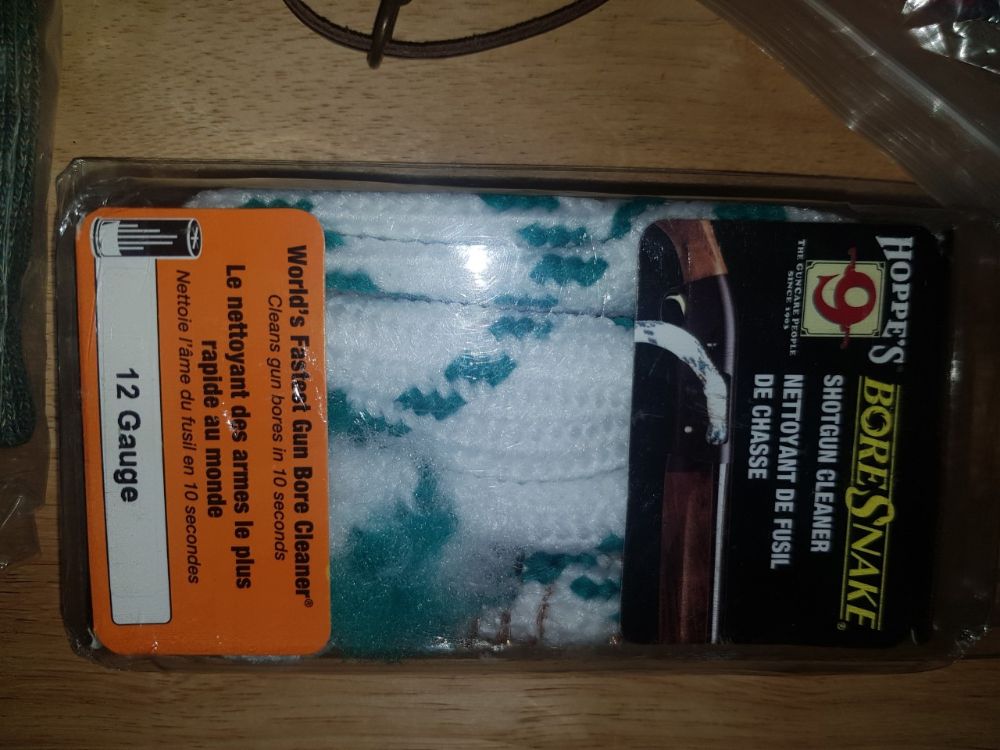 HOPPE'S
BORESNAKE®
9
THE GUNCARE PEOPLE
SINCE 1903
SHOTGUN CLEANER
NETTOYANT DE FUSIL
DE CHASSE
World's Fastest Gun Bore Cleaner®
Cleans gun bores in 10 seconds
Le nettoyant des armes le plus
rapide au monde
Nettoie l'âme du fusil en 10 secondes
12 Gauge